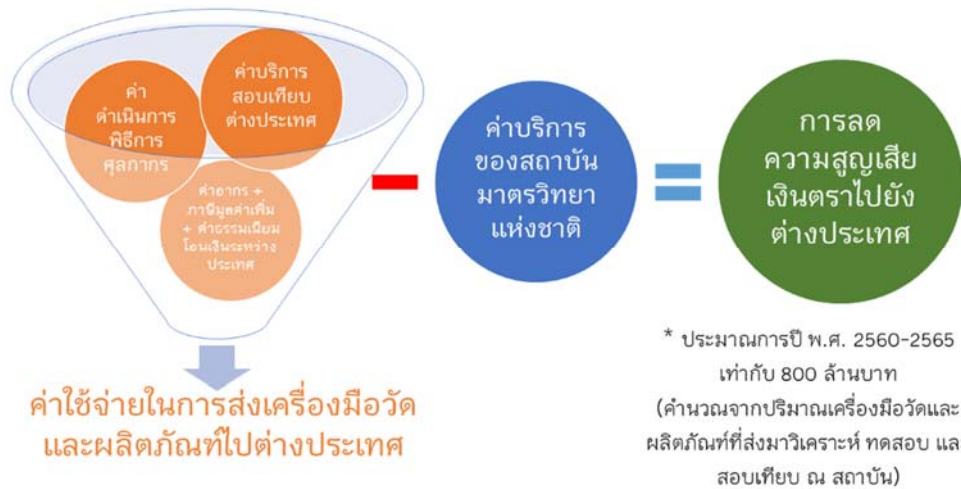 ค่า
ดำเนินการ
พิธีการ
ศุลกากร
ค่าบริการ
สอบเทียบ
ต่างประเทศ
ค่าอากร +
ภาษีมูลค่าเพิ่ม
+ ค่าธรรมเนียม
โอนเงินระหว่าง
ประเทศ
ค่าใช้จ่ายในการส่งเครื่องมือวัด
และผลิตภัณฑ์ไปต่างประเทศ
ค่าบริการ
ของสถาบัน
มาตรวิทยา
แห่งชาติ
การลด
ความสูญเสีย
เงินตราไปยัง
ต่างประเทศ
* ประมาณการปี พ.ศ. 2560-2565
เท่ากับ 800 ล้านบาท
(คำนวณจากปริมาณเครื่องมือวัดและ
ผลิตภัณฑ์ที่ส่งมาวิเคราะห์ ทดสอบ และ
สอบเทียบ ณ สถาบัน)